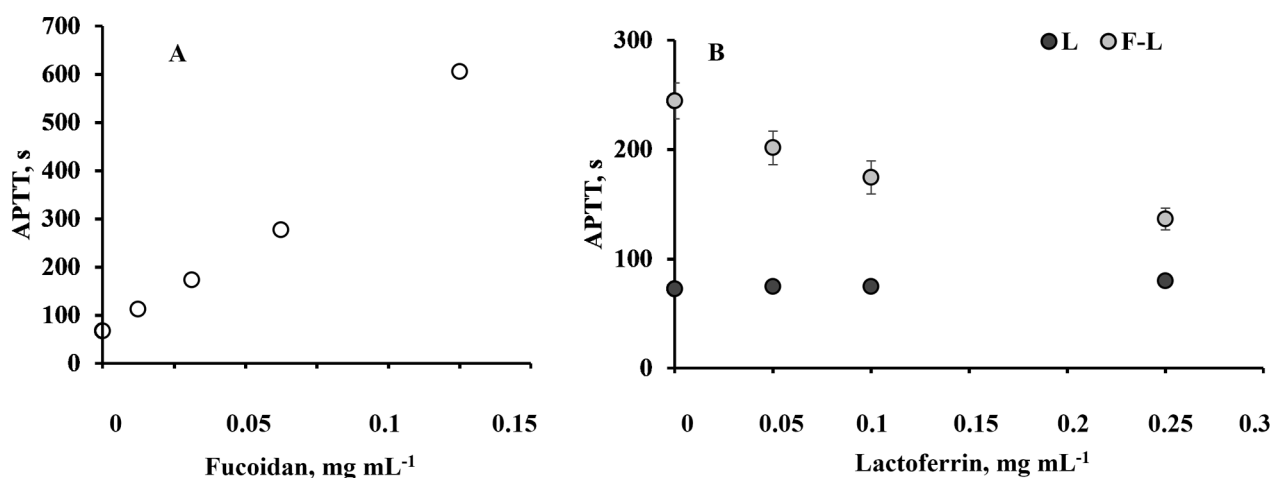 A
700
600
500
400
300
200
100
0
APTT, s
0 0.05 0.1 0.15
Fucoidan, mg mL-1
B
L F-L
300
200
100
0
APTT, s
0 0.05 0.1 0.15 0.2 0.25 0.3
Lactoferrin, mg mL-1